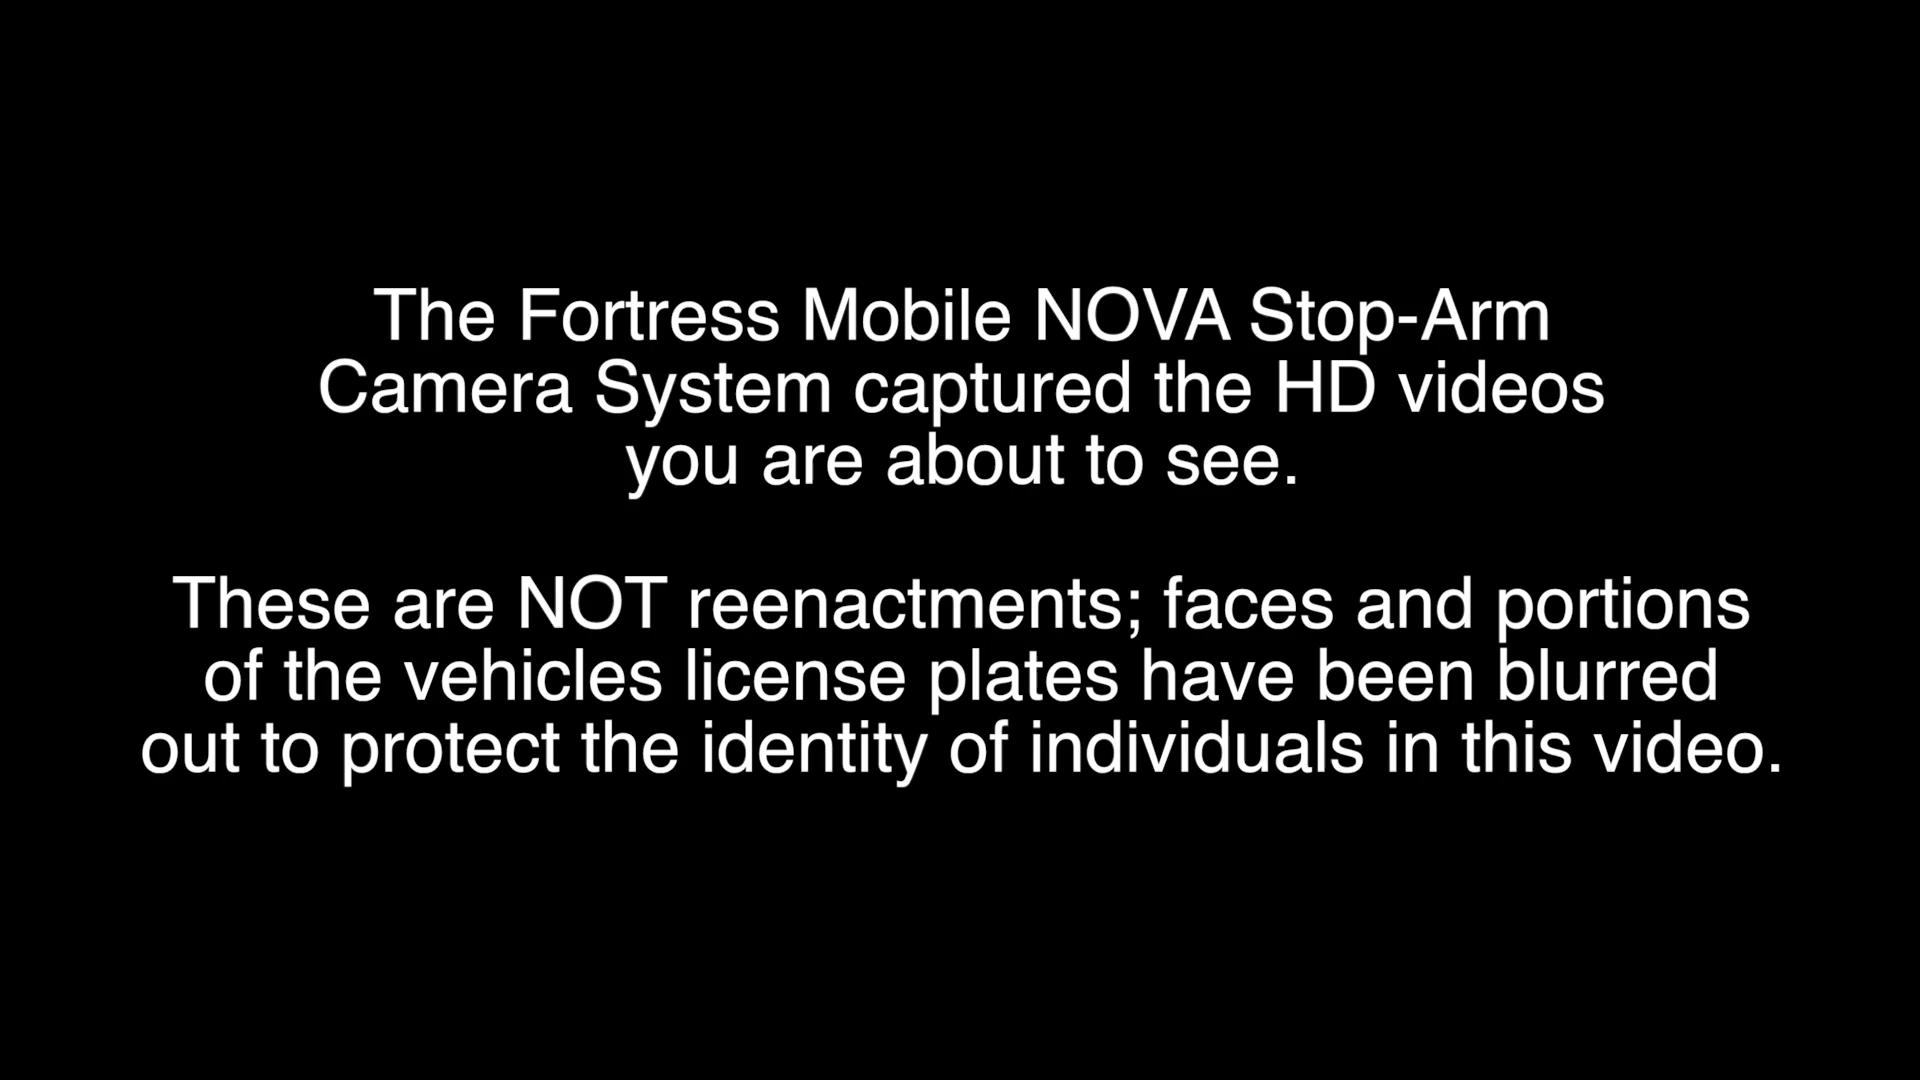 The Fortress Mobile NOVA Stop-Arm
Camera System captured the HD videos
you are about to see.
These are NOT reenactments; faces and portions
of the vehicles license plates have been blurred
out to protect the identity of individuals in this video.